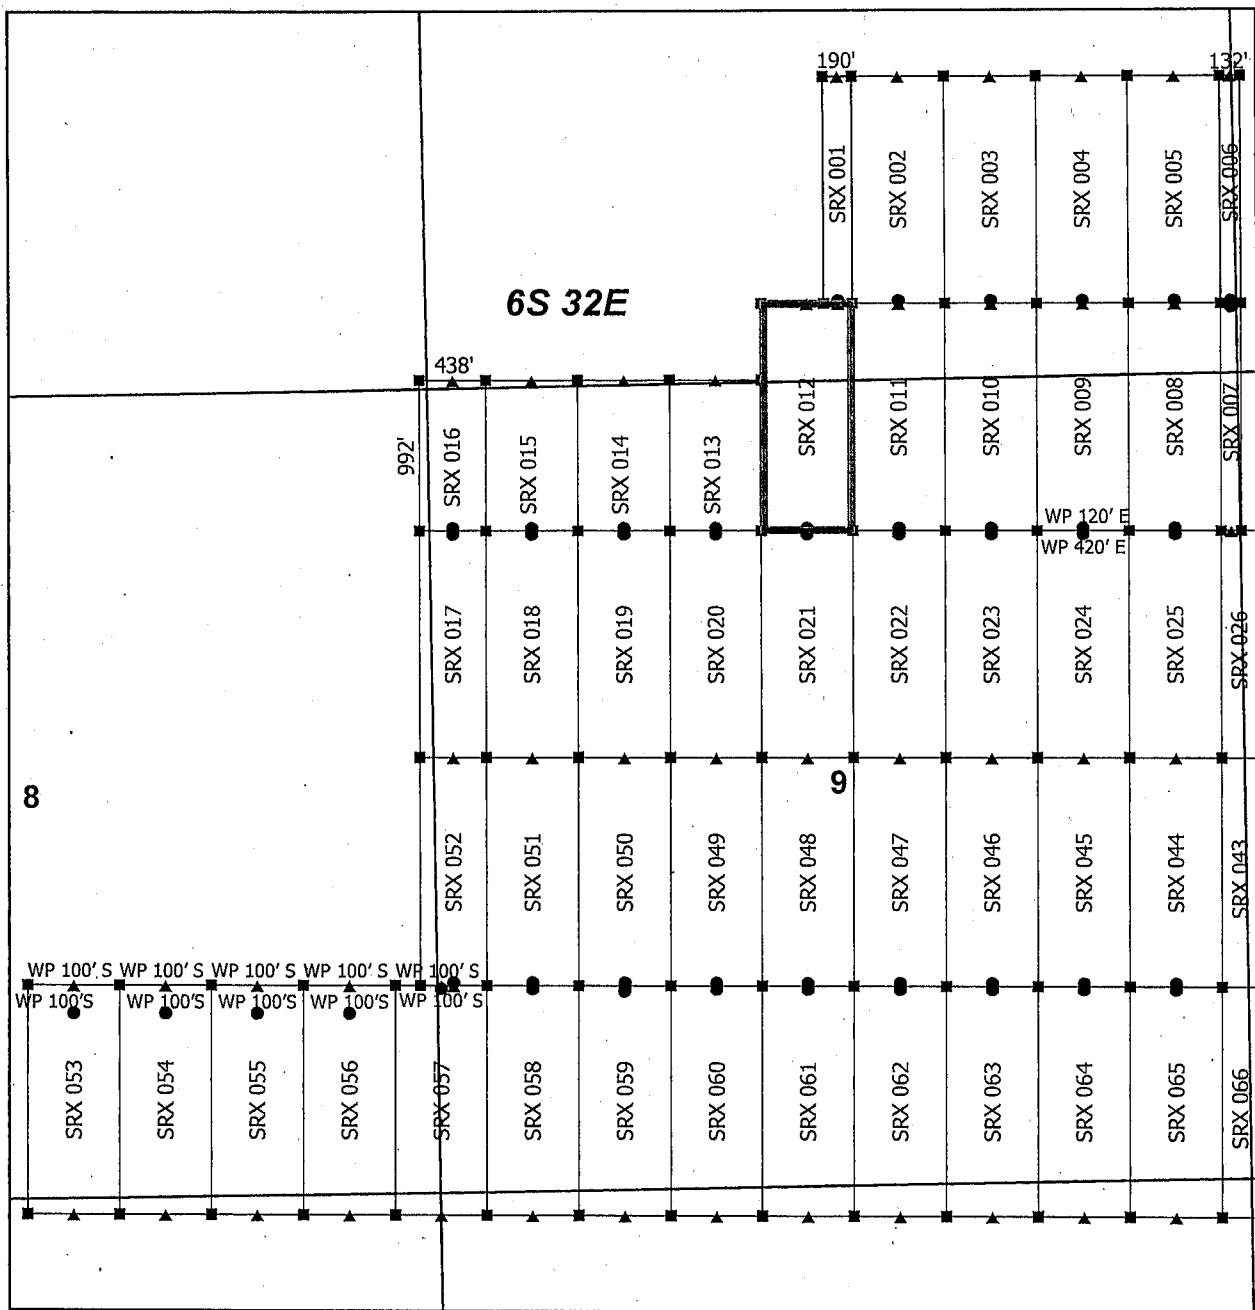 190'
132'
SRX 001
SRX 002
SRX 003
SRX 004
SRX 005
SRX 006
6S 32E
438'
992'
SRX 016
SRX 015
SRX 014
SRX 013
SRX 012
SRX 011
SRX 010
SRX 009
SRX 008
SRX 007
WP 120' E
WP 420' E
SRX 017
SRX 018
SRX 019
SRX 020
SRX 021
SRX 022
SRX 023
SRX 024
SRX 025
SRX 026
8
9
SRX 052
SRX 051
SRX 050
SRX 049
SRX 048
SRX 047
SRX 046
SRX 045
SRX 044
SRX 043
WP 100' S
WP 100' S
WP 100' S
WP 100' S
WP 100' S
WP 100'S
WP 100'S
WP 100'S
WP 100'S
WP 100' S
SRX 053
SRX 054
SRX 055
SRX 056
SRX 057
SRX 058
SRX 059
SRX 060
SRX 061
SRX 062
SRX 063
SRX 064
SRX 065
SRX 066